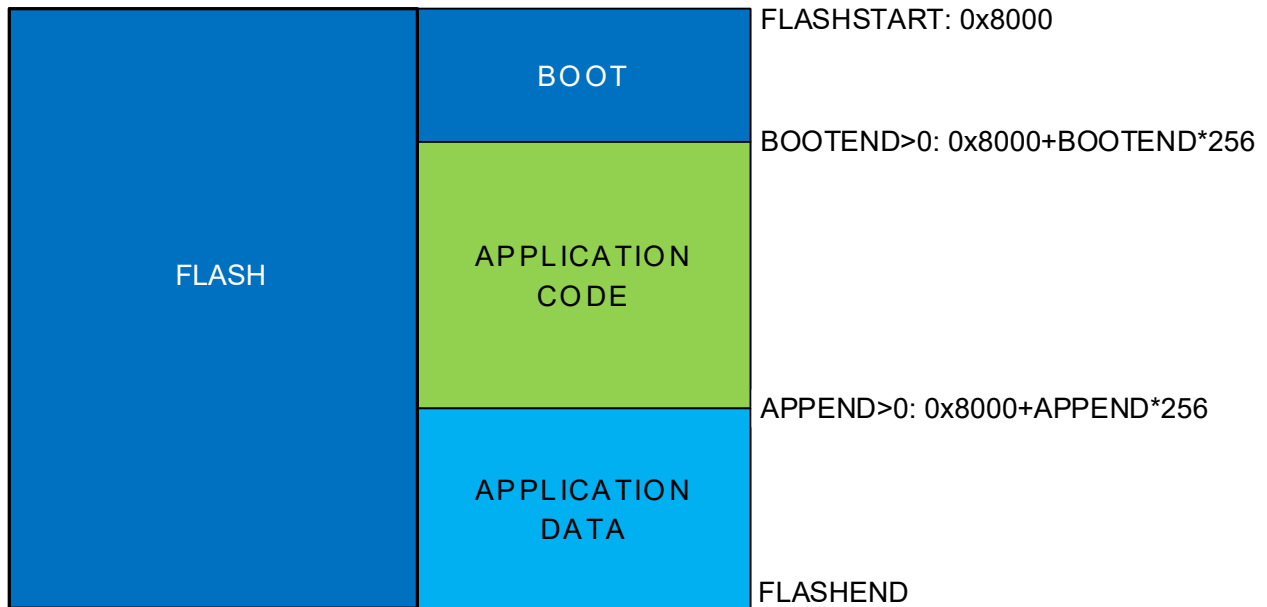 FLASHSTART: 0x8000
BOOT
BOOTEND>0: 0x8000+BOOTEND*256
FLASH
APPLICATION
CODE
APPEND>0: 0x8000+APPEND*256
APPLICATION
DATA
FLASHEND